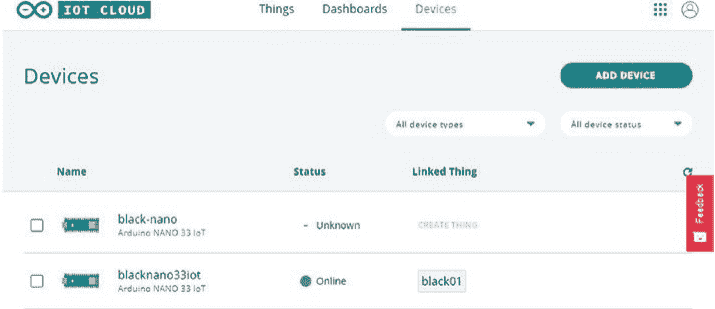 IOT CLOUD Things Dashboards Devices
Devices ADD DEVICE
All device types All device status
Name Status Linked Thing
Feedback
black-nano - Unknown CREATE THING
Arduino NANO 33 IoT
blacknano33iot Online black01
Arduino NANO 33 IoT